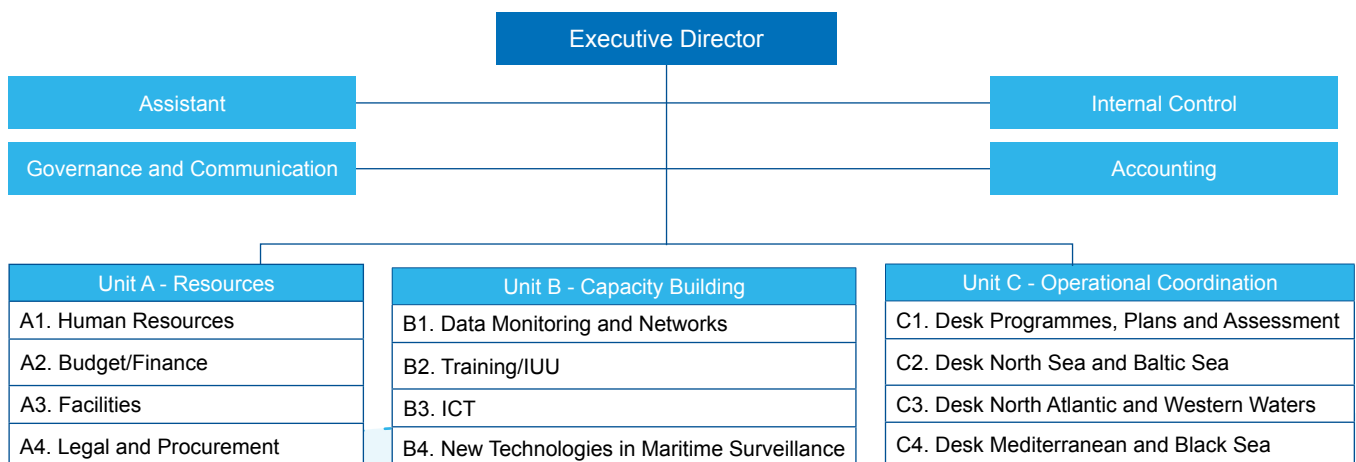 Executive Director
Assistant
Internal Control
Governance and Communication
Accounting
Unit A - Resources
A1. Human Resources
A2. Budget/Finance
A3. Facilities
A4. Legal and Procurement
Unit B - Capacity Building
B1. Data Monitoring and Networks
B2. Training/IUU
B3. ICT
B4. New Technologies in Maritime Surveillance
Unit C - Operational Coordination
C1. Desk Programmes, Plans and Assessment
C2. Desk North Sea and Baltic Sea
C3. Desk North Atlantic and Western Waters
C4. Desk Mediterranean and Black Sea